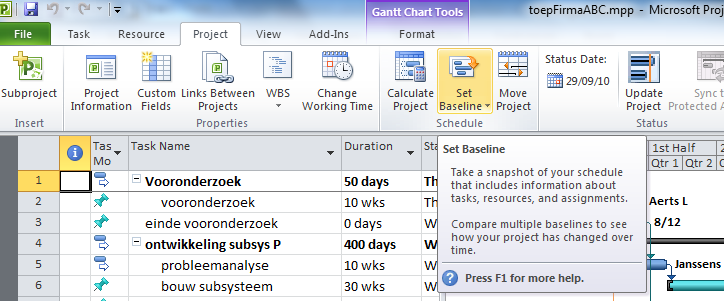 Gantt Chart Tools
toepFirmaABC.mpp - Microsoft Proj
File Task Resource Project View Add-Ins Format
Subproject
Project Information
Custom Fields
Links Between Projects
WBS
Change Working Time
Calculate Project
Set Baseline
Move Project
Status Date:
29/09/10
Update Project
Sync to
Protected A
Insert Properties Schedule Status
Tas Mo
Task Name
Duration
Sta
1st Half
2
Qtr 1 Qtr 2
1 Vooronderzoek 50 days Th
2 vooronderzoek 10 wks Th
3 einde vooronderzoek 0 days W
4 ontwikkeling subsys P 400 days W
5 probleemanalyse 10 wks W
6 bouw subsysteem 30 wks W
Set Baseline
Take a snapshot of your schedule
that includes information about
tasks, resources, and assignments.
Compare multiple baselines to see
how your project has changed over
time.
Press F1 for more help.
Aerts L
8/12
Janssens